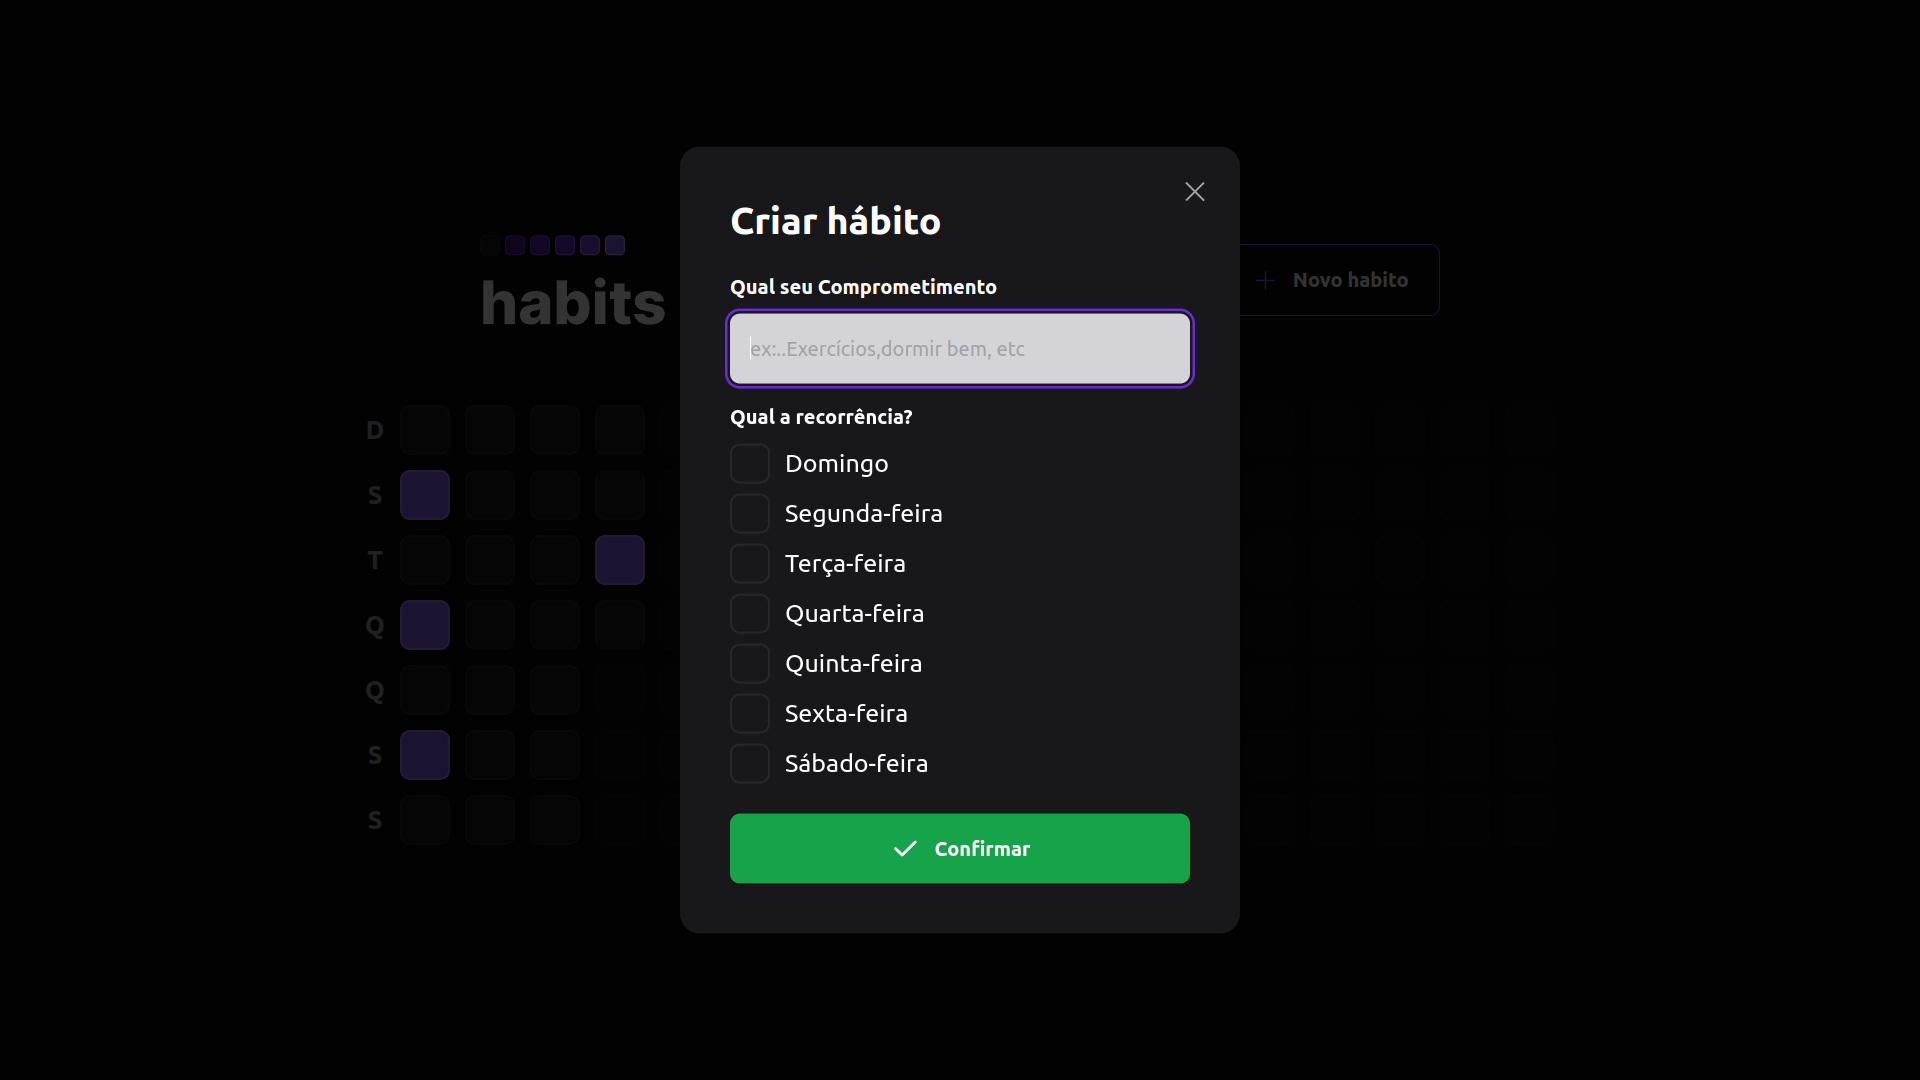 Criar hábito
habits
Novo habito
Qual seu Comprometimento
ex:..Exercícios,dormir bem, etc
Qual a recorrência?
D
Domingo
S
Segunda-feira
T
Terça-feira
Q
Quarta-feira
Q
Quinta-feira
S
Sexta-feira
S
Sábado-feira
Confirmar